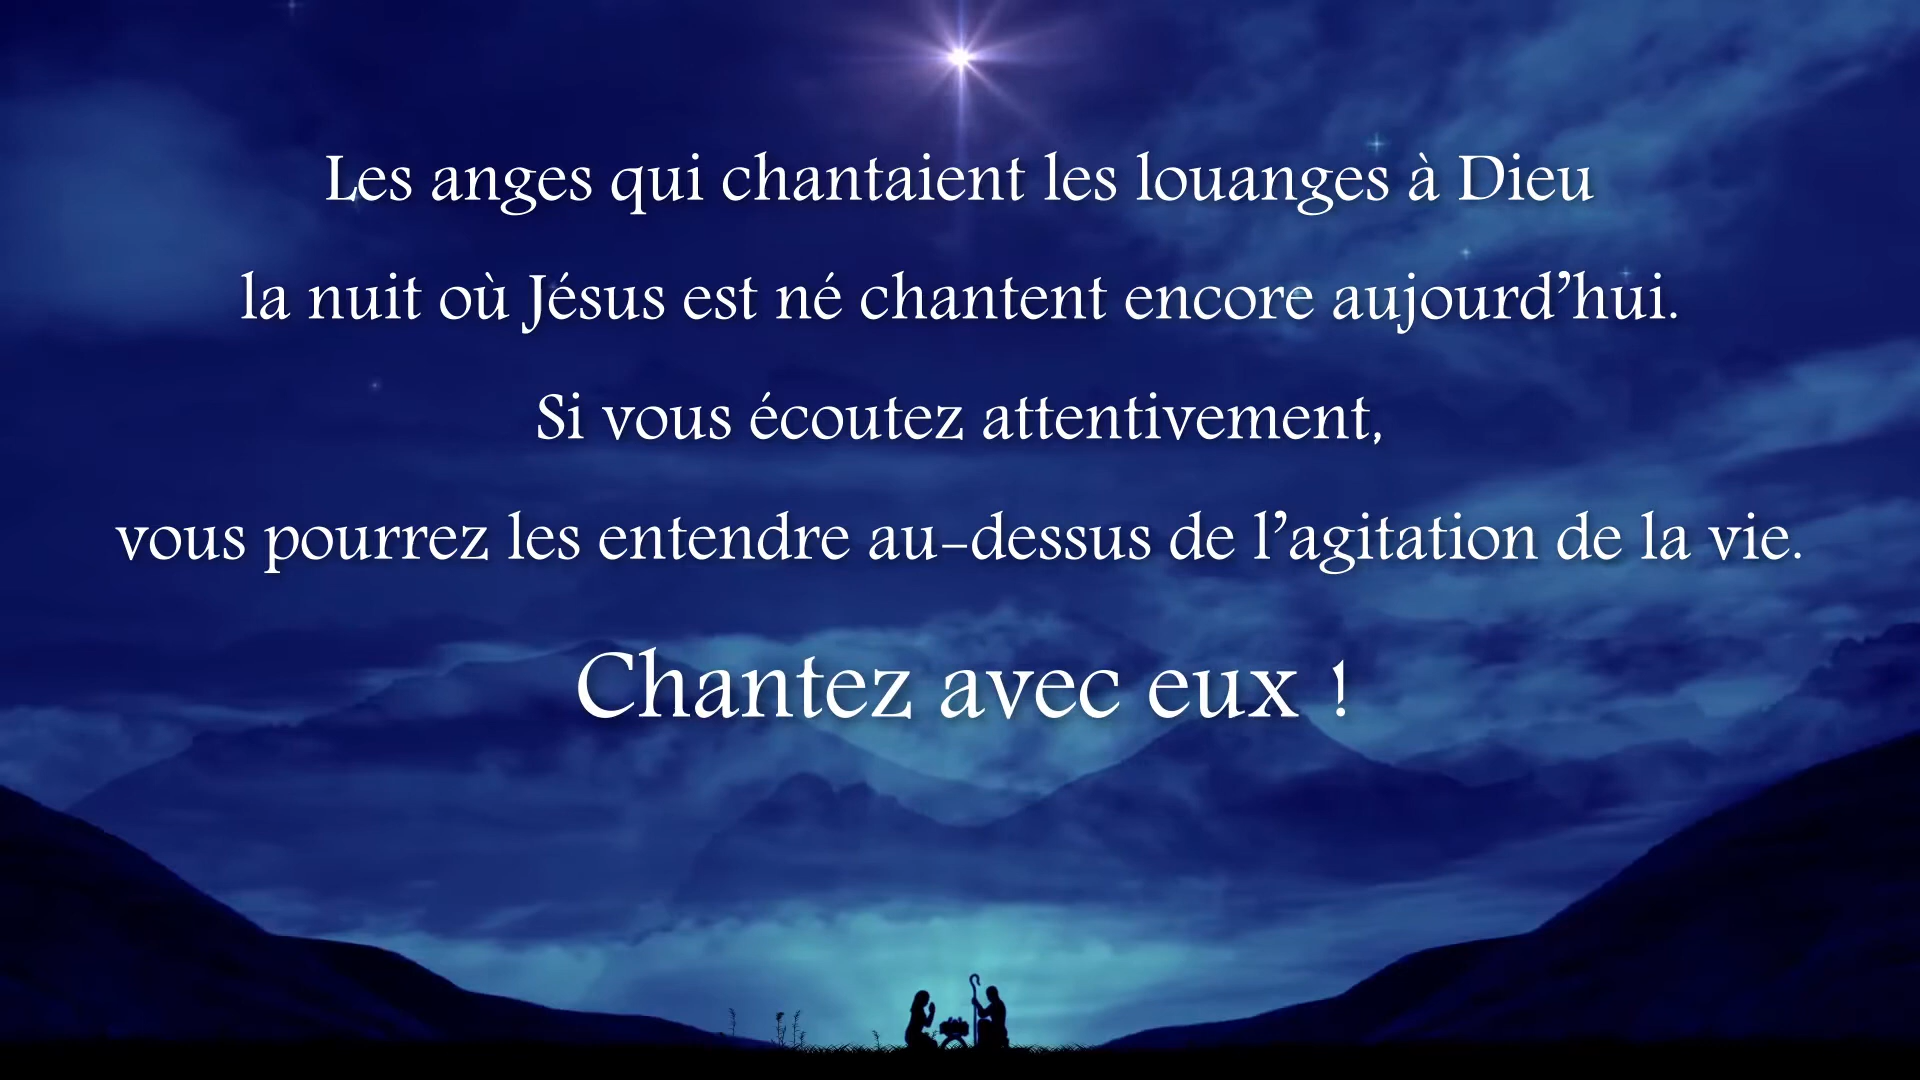 Les anges qui chantaient les louanges à Dieu
la nuit où Jésus est né chantent encore aujourd’hui.
Si vous écoutez attentivement,
vous pourrez les entendre au-dessus de l’agitation de la vie.
Chantez avec eux !